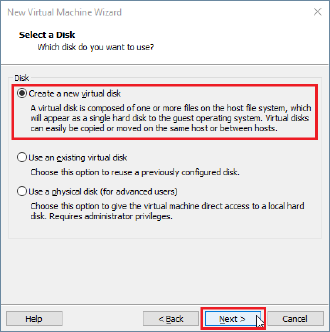 New Virtual Machine Wizard
Select a Disk
Which disk do you want to use?
Disk
Create a new virtual disk
A virtual disk is composed of one or more files on the host file system, which
will appear as a single hard disk to the guest operating system. Virtual disks
can easily be copied or moved on the same host or between hosts.
Use an existing virtual disk
Choose this option to reuse a previously configured disk.
Use a physical disk (for advanced users)
Choose this option to give the virtual machine direct access to a local hard
disk. Requires administrator privileges.
Help
< Back
Next >
Cancel